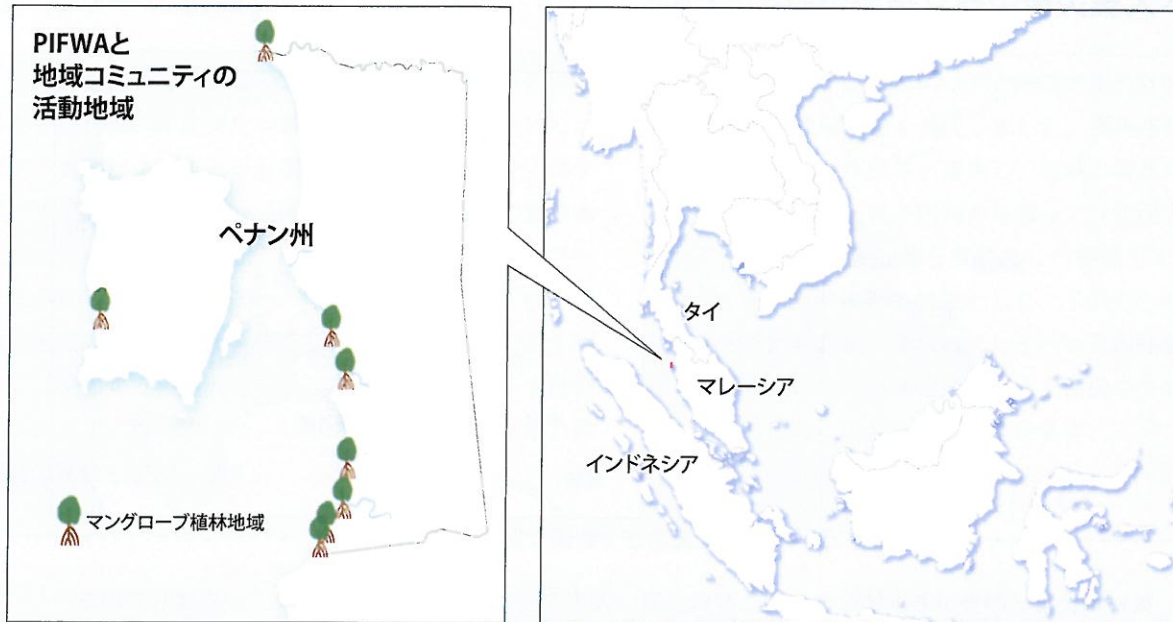 PIFWAと
地域コミュニティの
活動地域
ペナン州
マングローブ植林地域
タイ
マレーシア
インドネシア